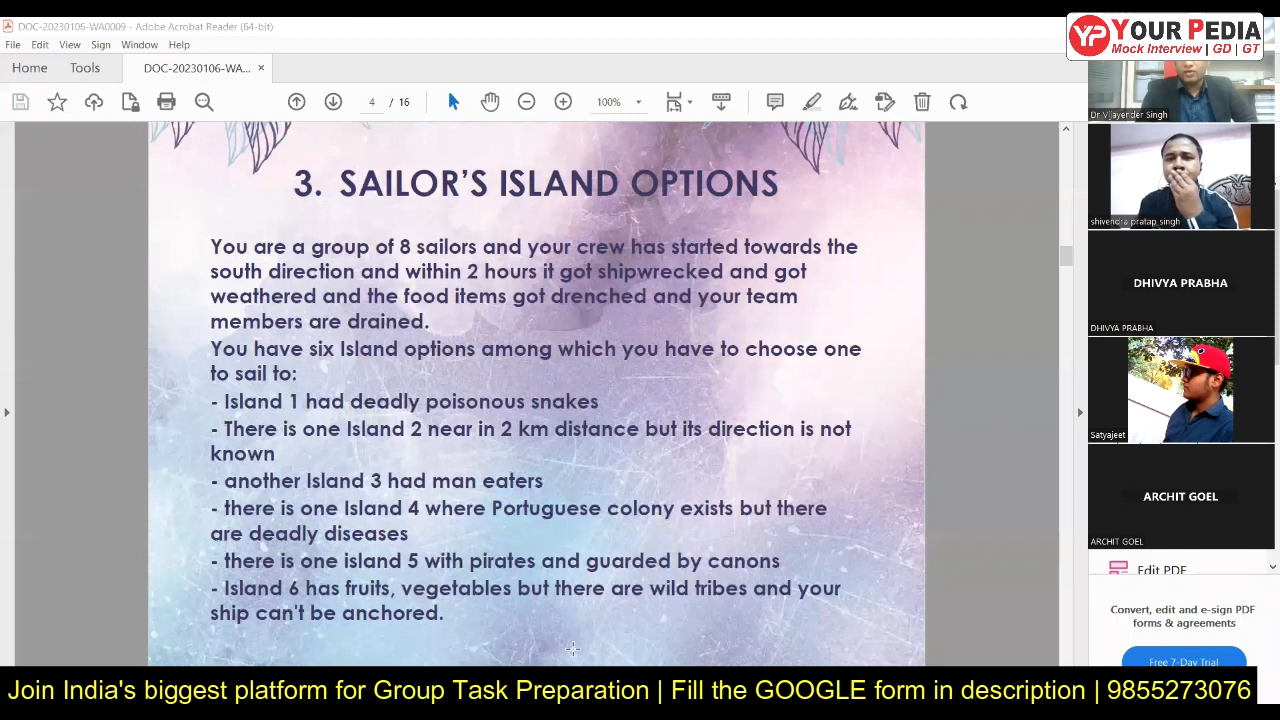 DOC-20230106-WA0009 - Adobe Acrobat Reader (64-bit)
YP YOUR PEDIA
Mock Interview | GD | GT
File Edit View Sign Window Help
Home Tools DOC-20230106-WA... ×
4 / 16 100%
Dr Vijayender Singh
3. SAILOR'S ISLAND OPTIONS
You are a group of 8 sailors and your crew has started towards the
south direction and within 2 hours it got shipwrecked and got
weathered and the food items got drenched and your team
members are drained.
You have six Island options among which you have to choose one
to sail to:
- Island 1 had deadly poisonous snakes
- There is one Island 2 near in 2 km distance but its direction is not
known
- another Island 3 had man eaters
- there is one Island 4 where Portuguese colony exists but there
are deadly diseases
- there is one island 5 with pirates and guarded by canons
- Island 6 has fruits, vegetables but there are wild tribes and your
ship can't be anchored.
shivendra pratap singh
DHIVYA PRABHA
DHIVYA PRABHA
Satyajeet
ARCHIT GOEL
ARCHIT GOEL
Edit PDF
Convert, edit and e-sign PDF
forms & agreements
Free 7-Day Trial
Join India's biggest platform for Group Task Preparation | Fill the GOOGLE form in description | 9855273076